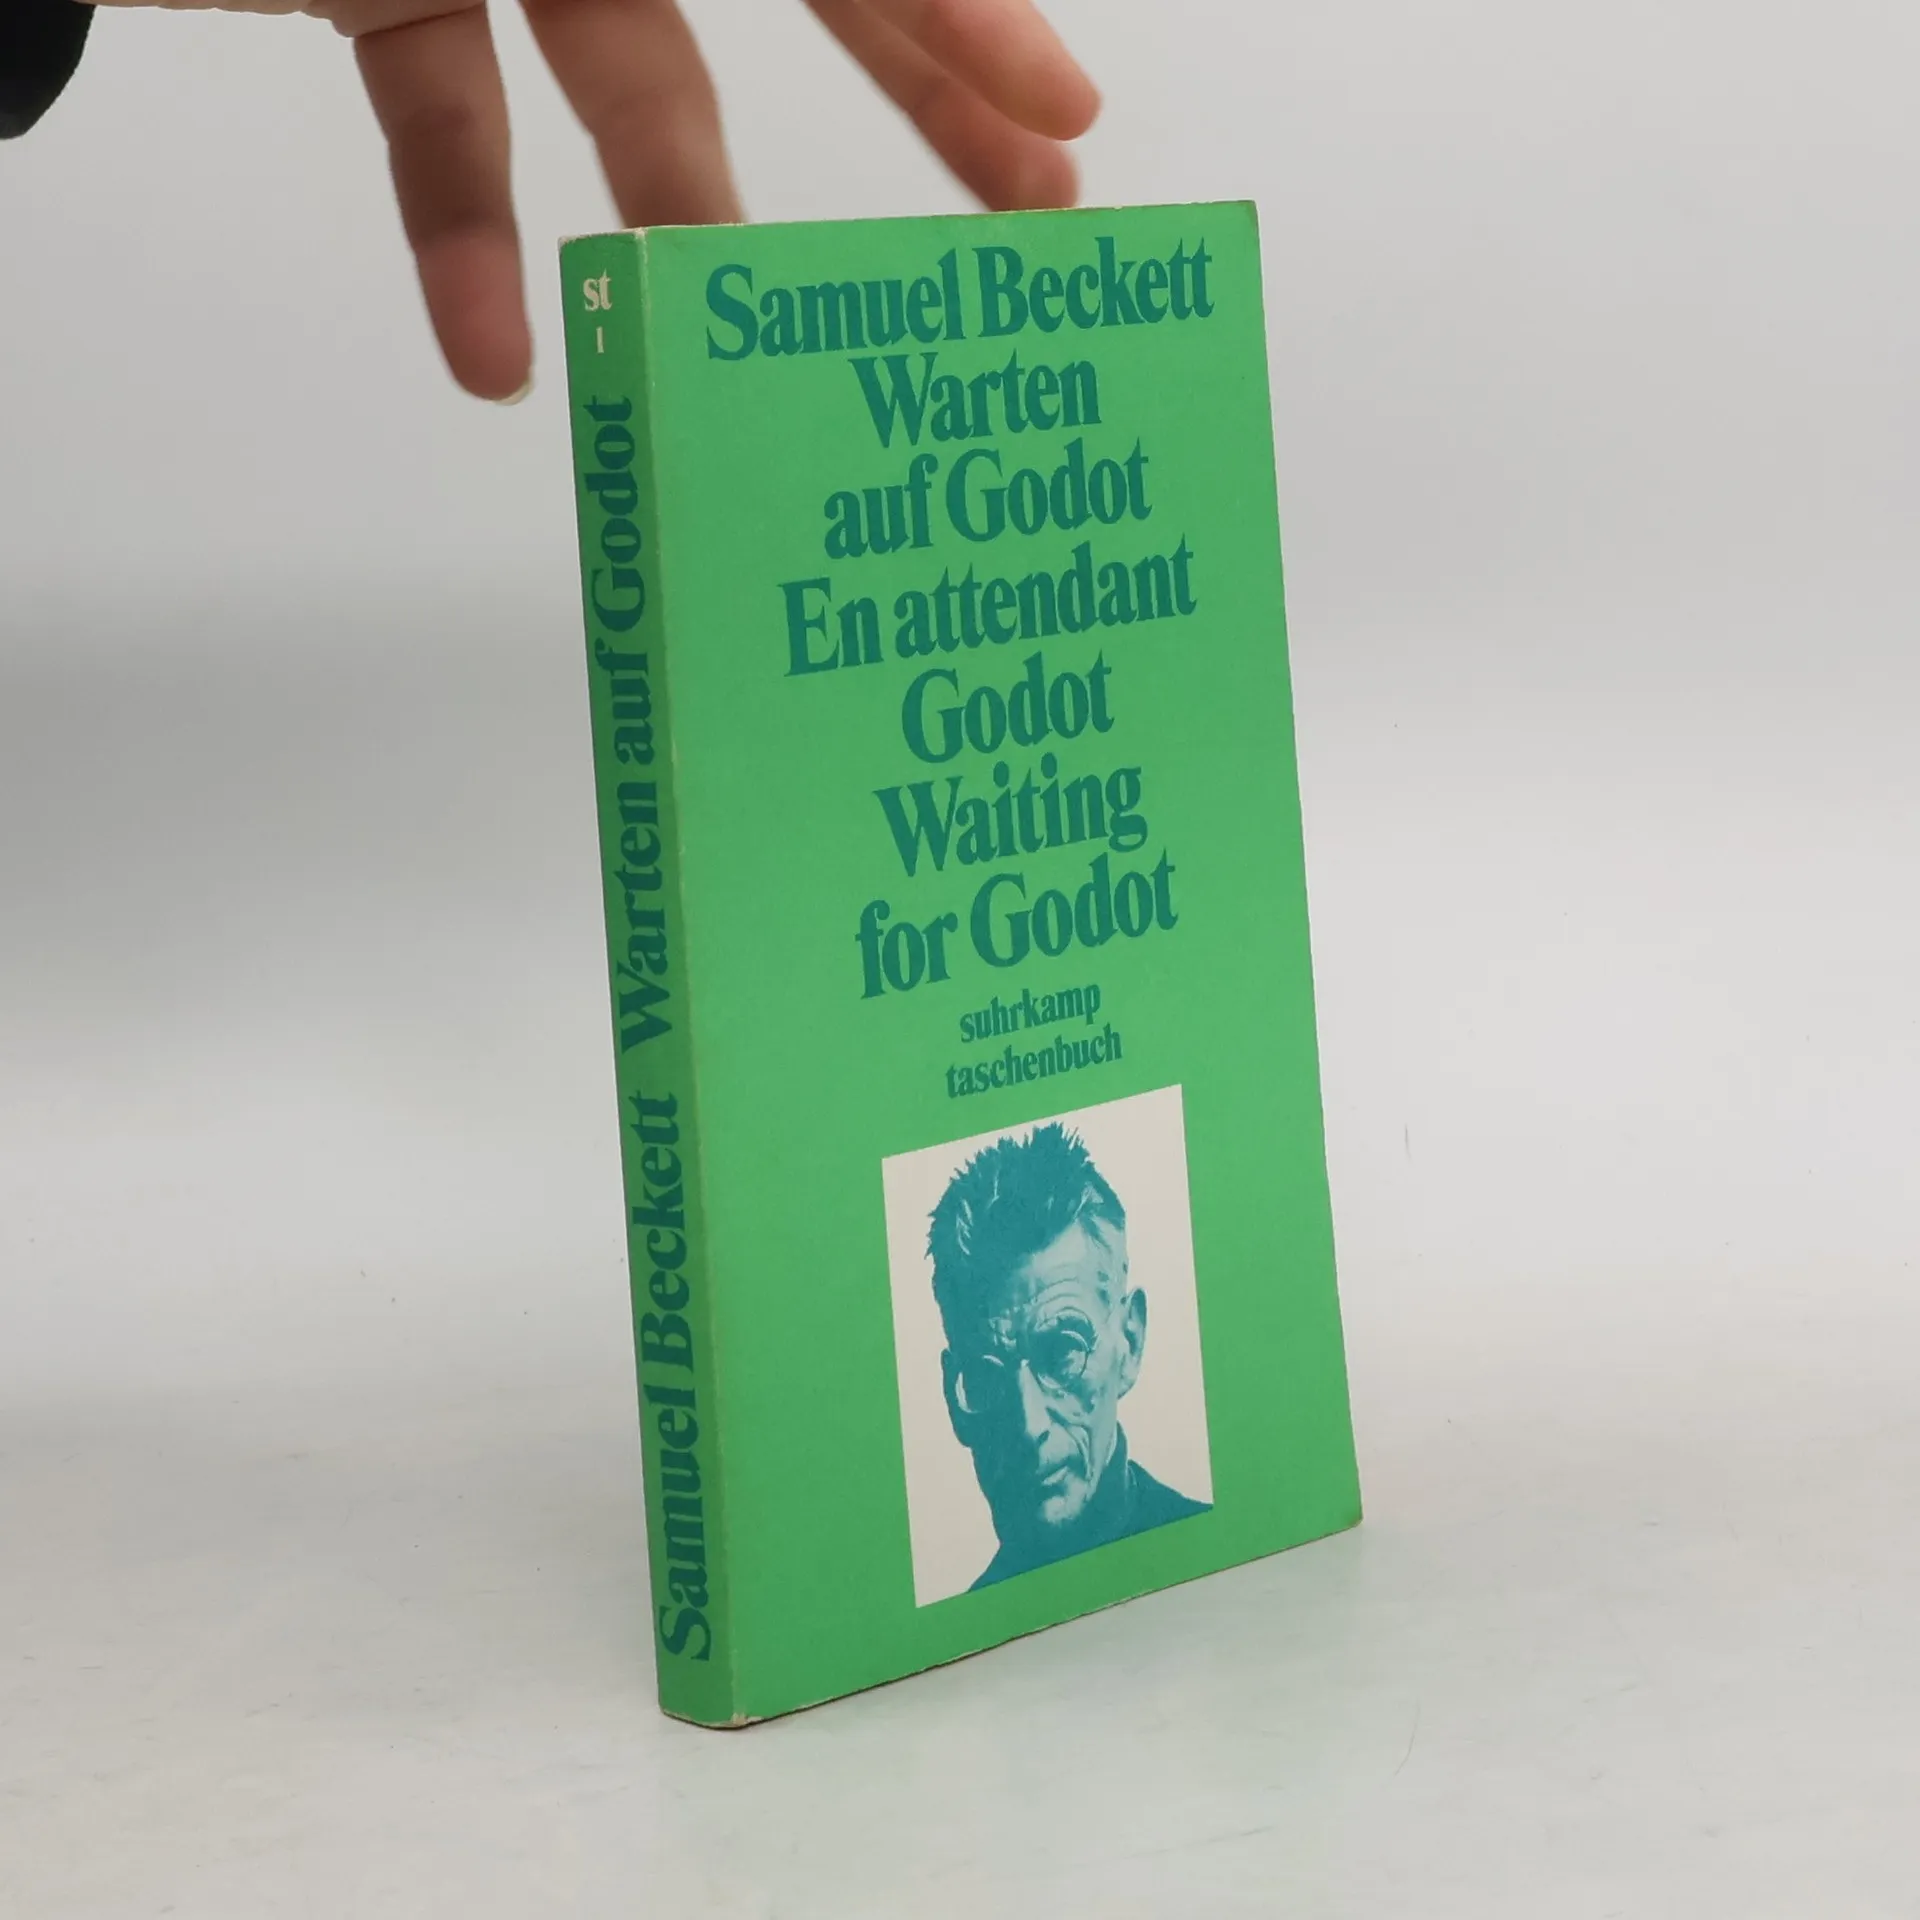 st
1
Samuel Beckett Warten auf Godot
Samuel Beckett
Warten
auf Godot
En attendant
Godot
Waiting
for Godot
suhrkamp
taschenbuch